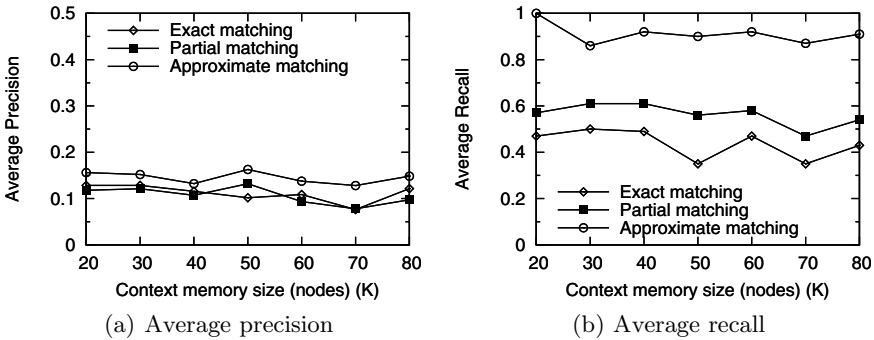 0.5
0.4
0.3
0.2
0.1
0
Average Precision
Exact matching
Partial matching
Approximate matching
20 30 40 50 60 70 80
Context memory size (nodes) (K)
(a) Average precision
1
0.8
0.6
0.4
0.2
0
Average Recall
Exact matching
Partial matching
Approximate matching
20 30 40 50 60 70 80
Context memory size (nodes) (K)
(b) Average recall